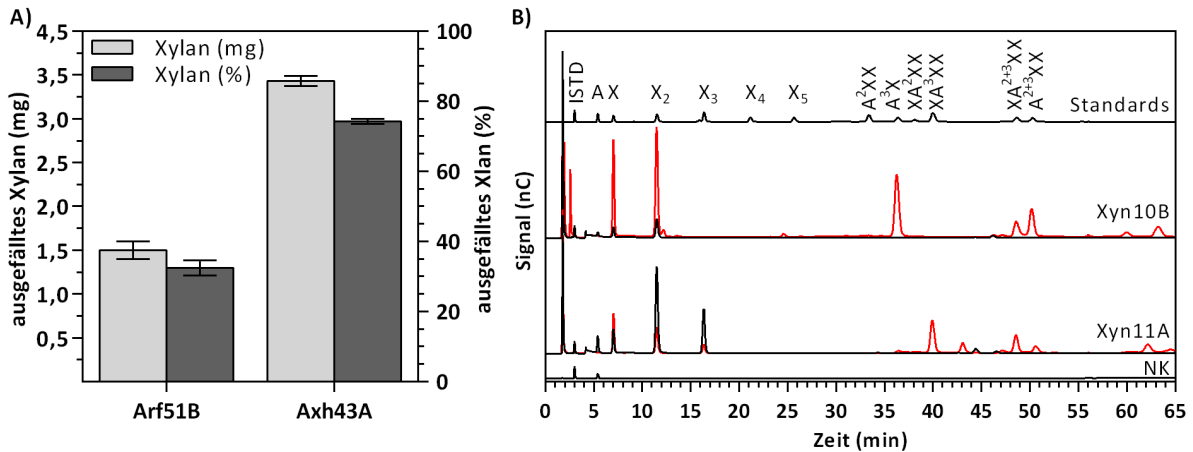 A)
ausgefälltes Xylan (mg)
4,5
3,5
3,0
2,5
2,0
1,5
1,0
0,5
Xylan (mg)
Xylan (%)
100
80
60
40
20
0
ausgefälltes Xlan (%)
Arf51B
Axh43A
B)
Signal (nC)
ISTD
A
X
X₂
X₃
X₄
X₅
A²XX
A³X
XA²XX
XA³XX
XA²⁺³XX
A²⁺³XX
Standards
Xyn10B
Xyn11A
NK
0 5 10 15 20 25 30 35 40 45 50 55 60 65
Zeit (min)